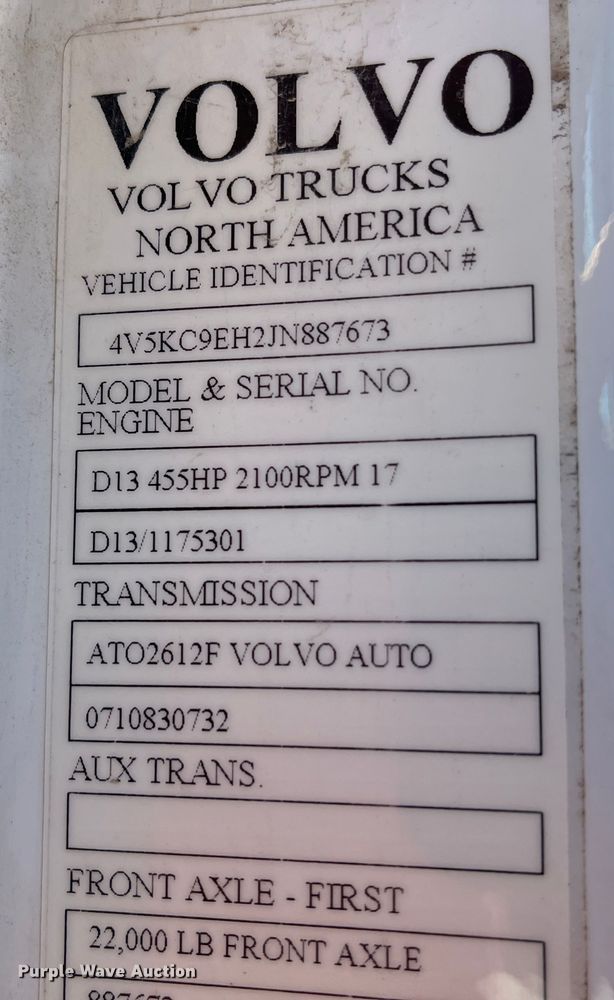 VOLVO
VOLVO TRUCKS
NORTH AMERICA
VEHICLE IDENTIFICATION #
4V5KC9EH2JN887673
MODEL & SERIAL NO.
ENGINE
D13 455HP 2100RPM 17
D13/1175301
TRANSMISSION
ATO2612F VOLVO AUTO
0710830732
AUX TRANS.
FRONT AXLE - FIRST
22,000 LB FRONT AXLE
Purple Wave Auction